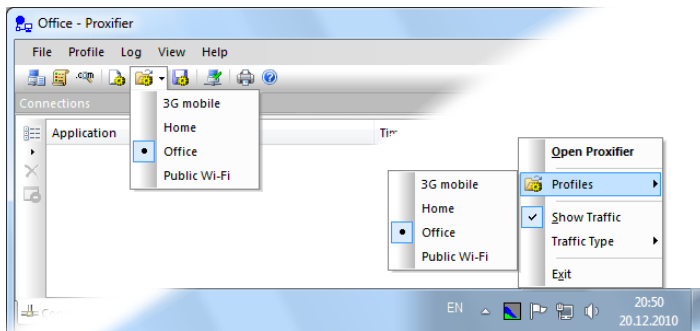 Office - Proxifier
File Profile Log View Help
.com
Connections
3G mobile
Home
Office
Public Wi-Fi
Application
Open Proxifier
Profiles
Show Traffic
Traffic Type
Exit
3G mobile
Home
Office
Public Wi-Fi
EN
20:50
20.12.2010